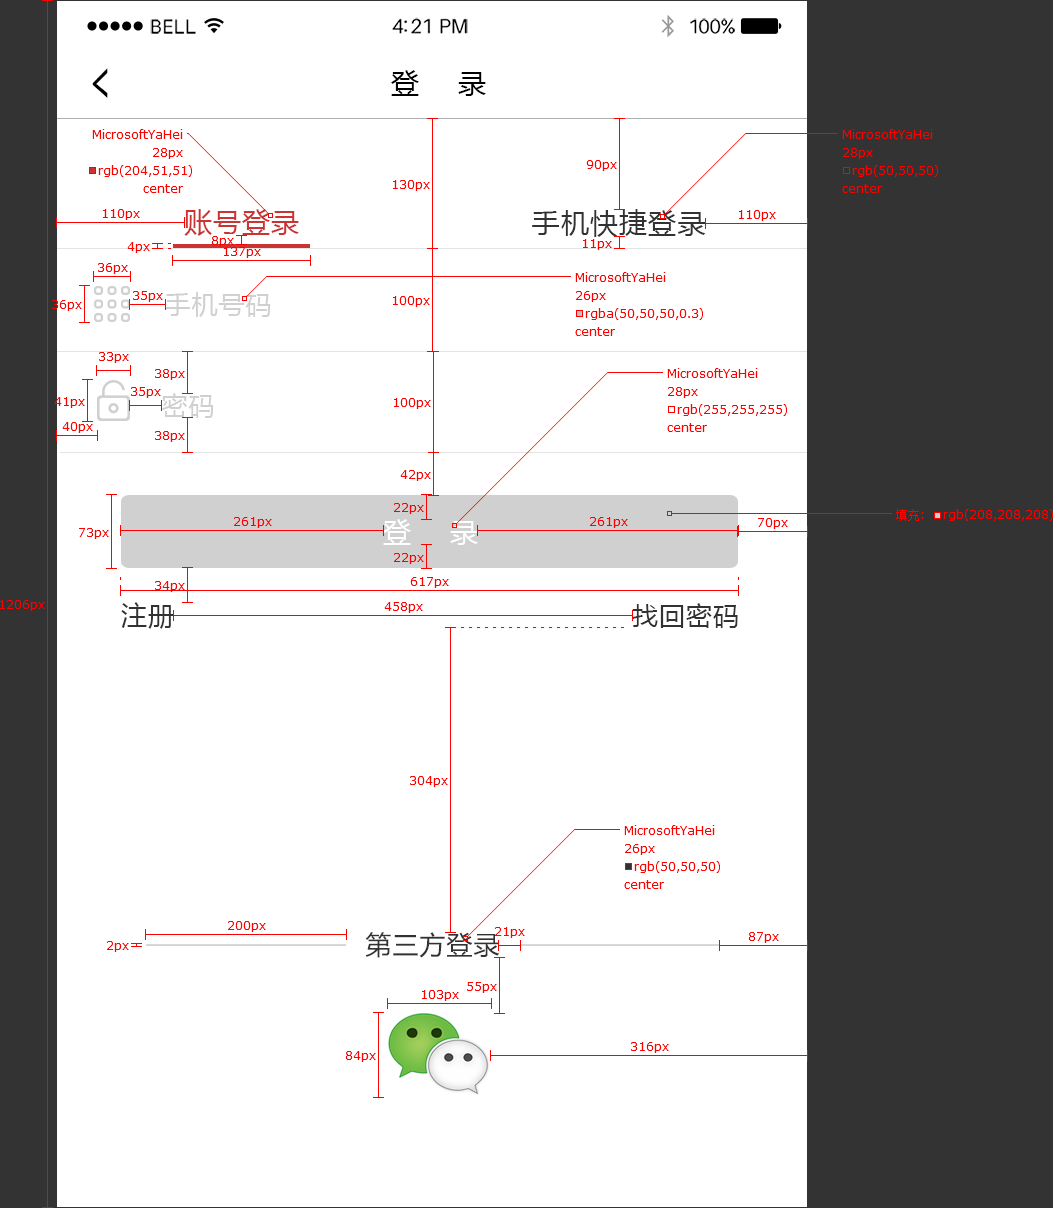 BELL
4:21 PM
100%
登 录
MicrosoftYaHei
28px
rgb(204,51,51)
center
MicrosoftYaHei
28px
rgb(50,50,50)
center
130px
90px
110px
账号登录
手机快捷登录
110px
8px
4px
137px
11px
36px
36px
35px
手机号码
100px
MicrosoftYaHei
26px
rgba(50,50,50,0.3)
center
33px
38px
41px
35px
密码
40px
38px
100px
MicrosoftYaHei
28px
rgb(255,255,255)
center
42px
22px
261px
登 录
261px
73px
22px
70px
填充：rgb(208,208,208)
617px
34px
1206px
注册
458px
找回密码
304px
MicrosoftYaHei
26px
rgb(50,50,50)
center
200px
2px
第三方登录
21px
87px
55px
103px
84px
316px